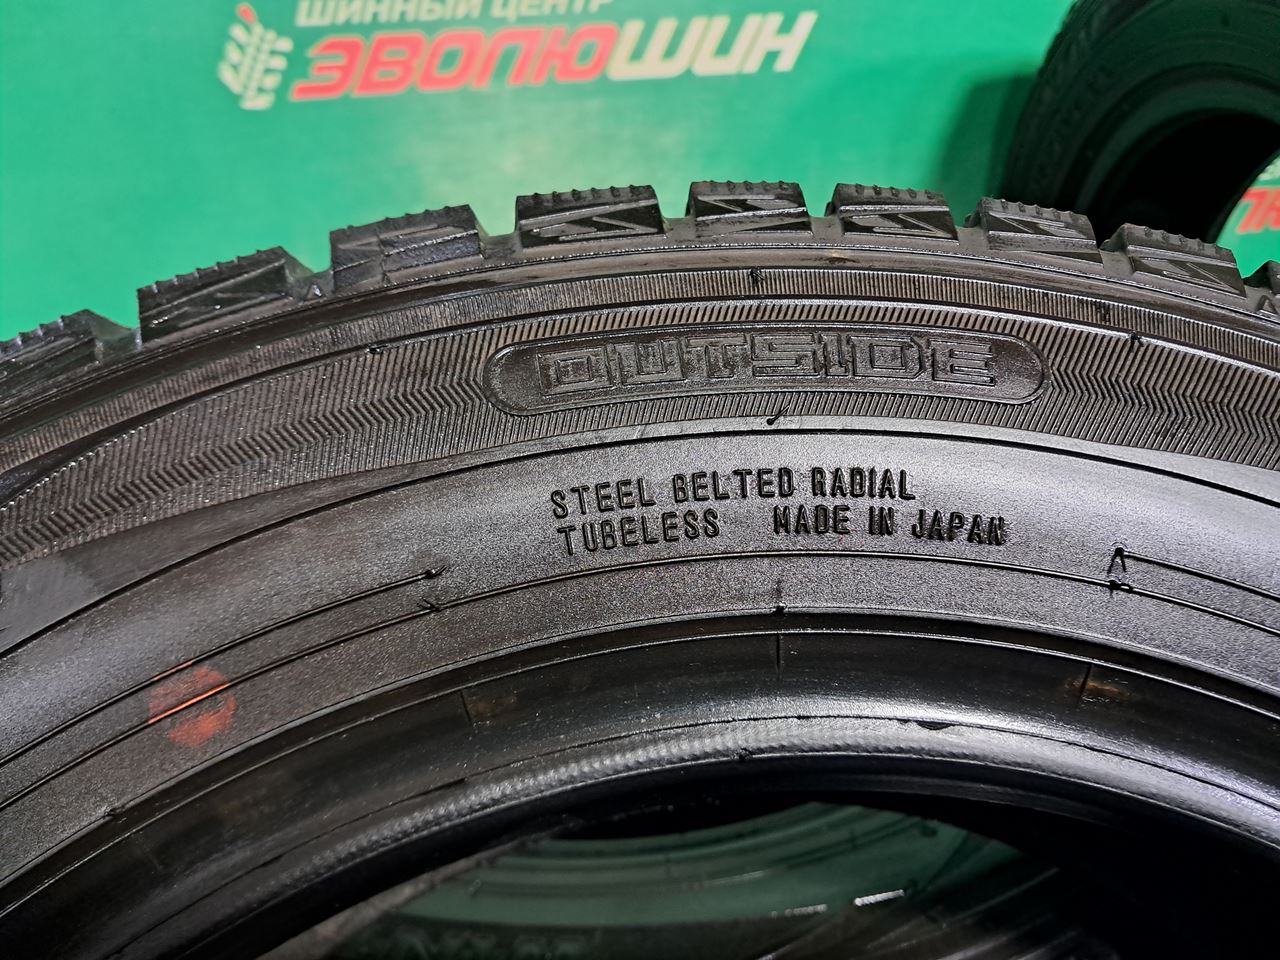 ШИННЫЙ ЦЕНТР
ЭВОЛЮШИН
OUTSIDE
STEEL BELTED RADIAL
TUBELESS MADE IN JAPAN